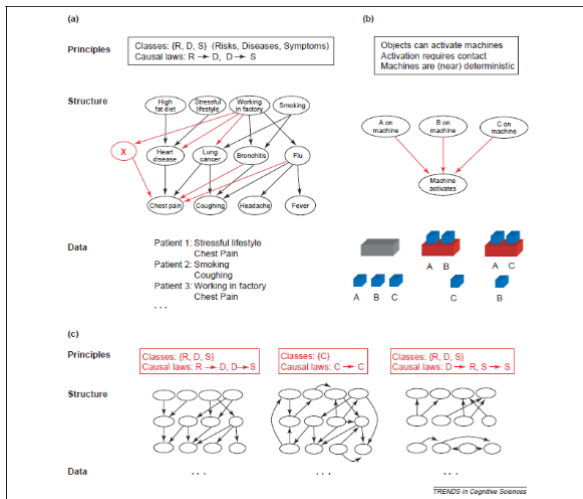 (a)
Principles
Classes: {R, D, S} (Risks, Diseases, Symptoms)
Causal laws: R → D, D → S
Structure
High
fat diet
Stressful
lifestyle
Working
in factory
Smoking
X
Heart
disease
Lung
cancer
Bronchitis
Flu
Chest pain
Coughing
Headache
Fever
Data
Patient 1: Stressful lifestyle
Chest Pain
Patient 2: Smoking
Coughing
Patient 3: Working in factory
Chest Pain
. . .
(b)
Objects can activate machines
Activation requires contact
Machines are (near) deterministic
A on
machine
B on
machine
C on
machine
Machine
activates
A B C
A B
C
A C
B
(c)
Principles
Classes: {R, D, S}
Causal laws: R → D, D → S
Classes: {C}
Causal laws: C → C
Classes: {R, D, S}
Causal laws: D → R, S → S
Structure
Data
. . .
. . .
. . .
TRENDS in Cognitive Sciences